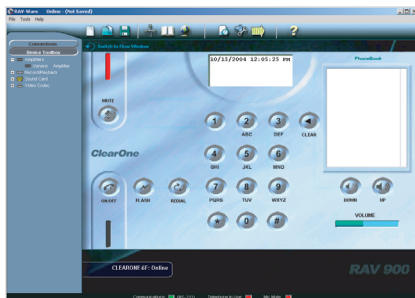 RAV-Ware Online - (Not Saved)
File Tools Help
Connections
Device Toolbox
Amplifiers
Generic Amplifier
Record/Playback
Sound Card
Video Codec
Switch to Flow Window
10/15/2004 12:05:25 PM
PhoneBook
MUTE
1 2 3
ABC DEF CLEAR
ClearOne
4 5 6
GHI JKL MNO
7 8 9
ON/OFF FLASH REDIAL PQRS TUV WXYZ DOWN UP
* 0 #
VOLUME
CLEARONE-6F: Online
RAV 900